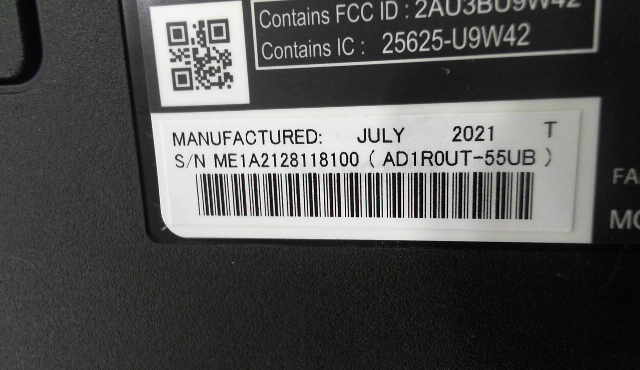 Contains FCC ID : 2AU3BU9W42
Contains IC : 25625-U9W42
MANUFACTURED: JULY 2021 T
S/N ME1A2128118100 ( AD1R0UT-55UB )